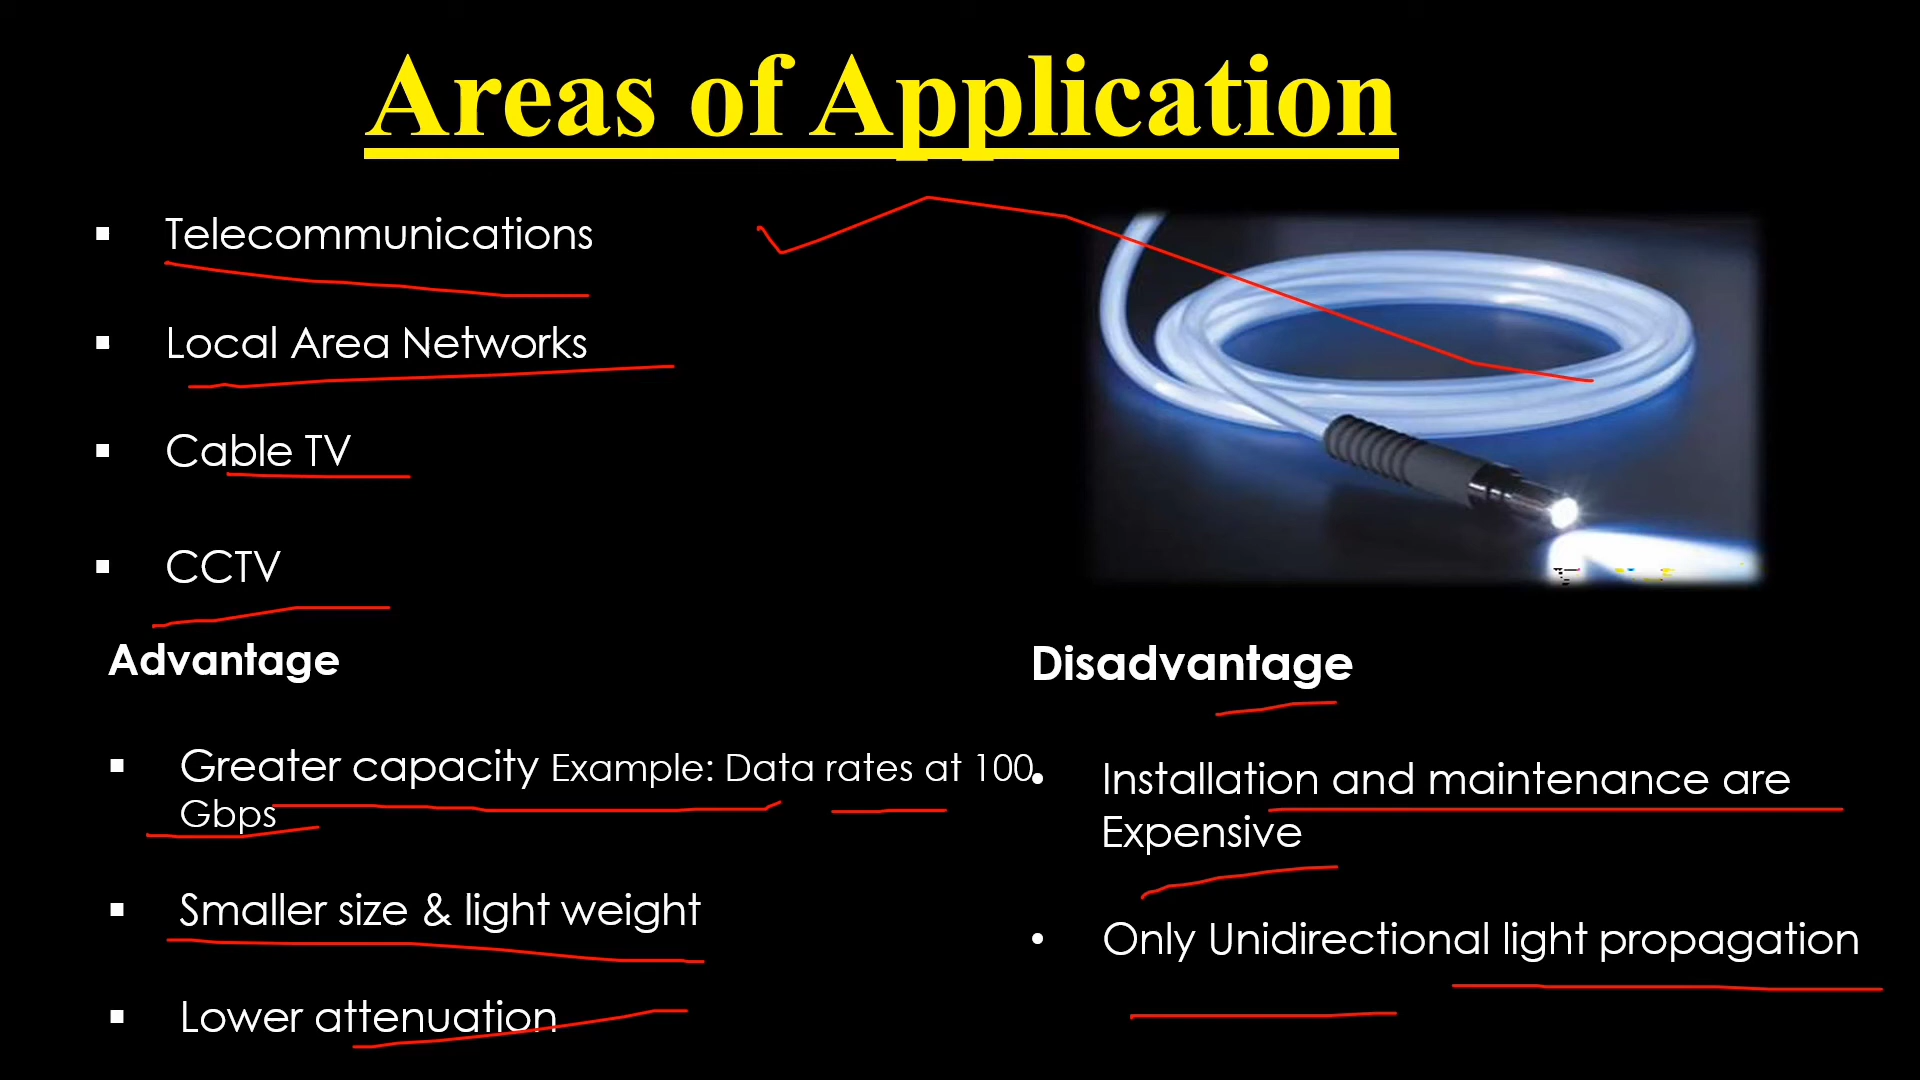 Areas of Application
▪ Telecommunications
▪ Local Area Networks
▪ Cable TV
▪ CCTV
Advantage
▪ Greater capacity Example: Data rates at 100
Gbps
▪ Smaller size & light weight
▪ Lower attenuation
Disadvantage
• Installation and maintenance are
Expensive
• Only Unidirectional light propagation